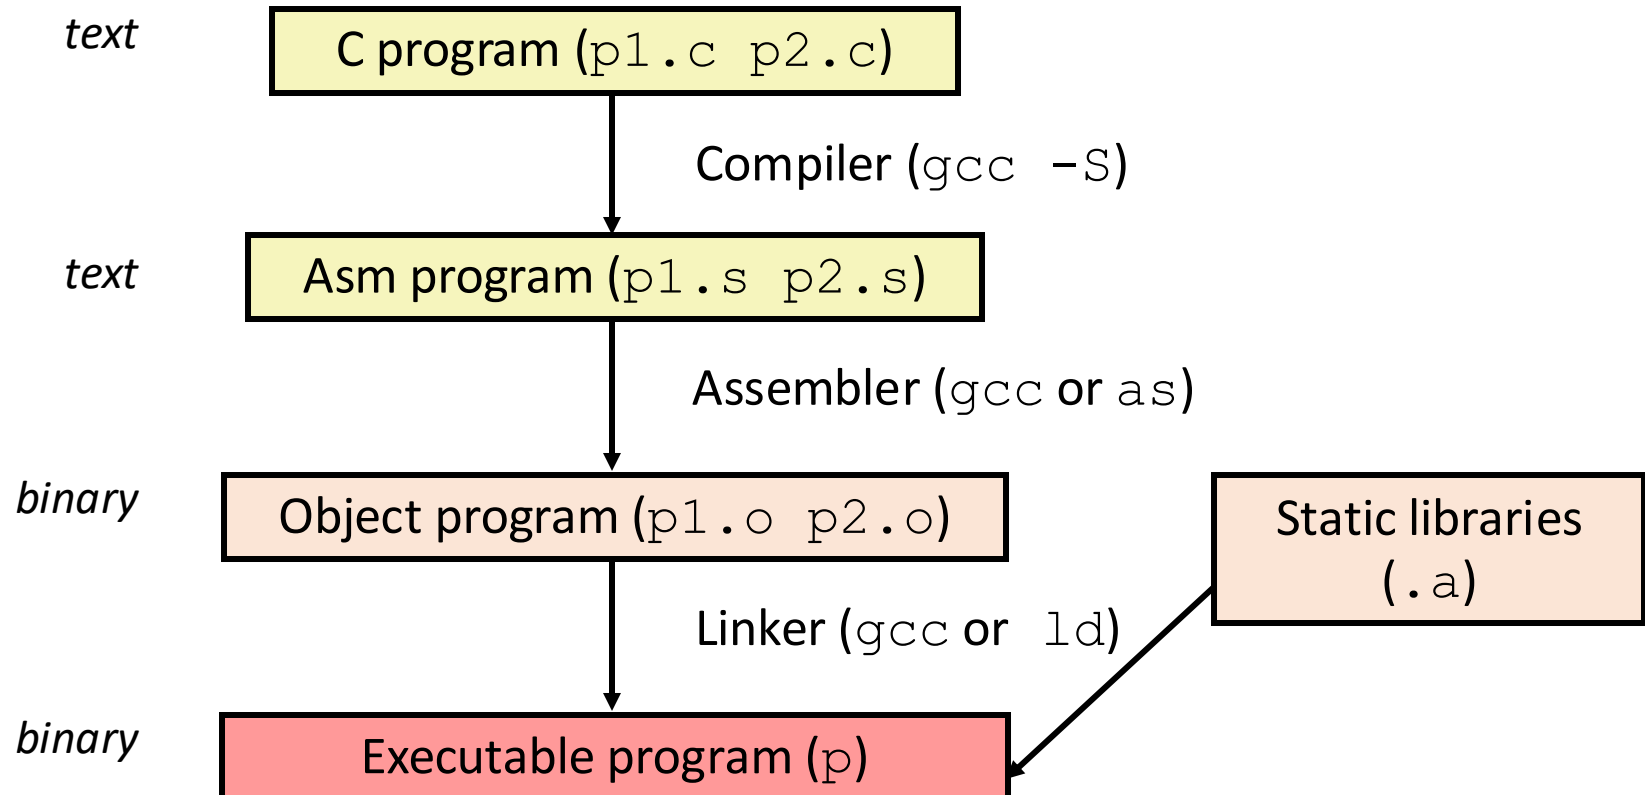 text
C program (p1.c p2.c)
Compiler (gcc -S)
text
Asm program (p1.s p2.s)
Assembler (gcc or as)
binary
Object program (p1.o p2.o)
Static libraries
(.a)
Linker (gcc or ld)
binary
Executable program (p)